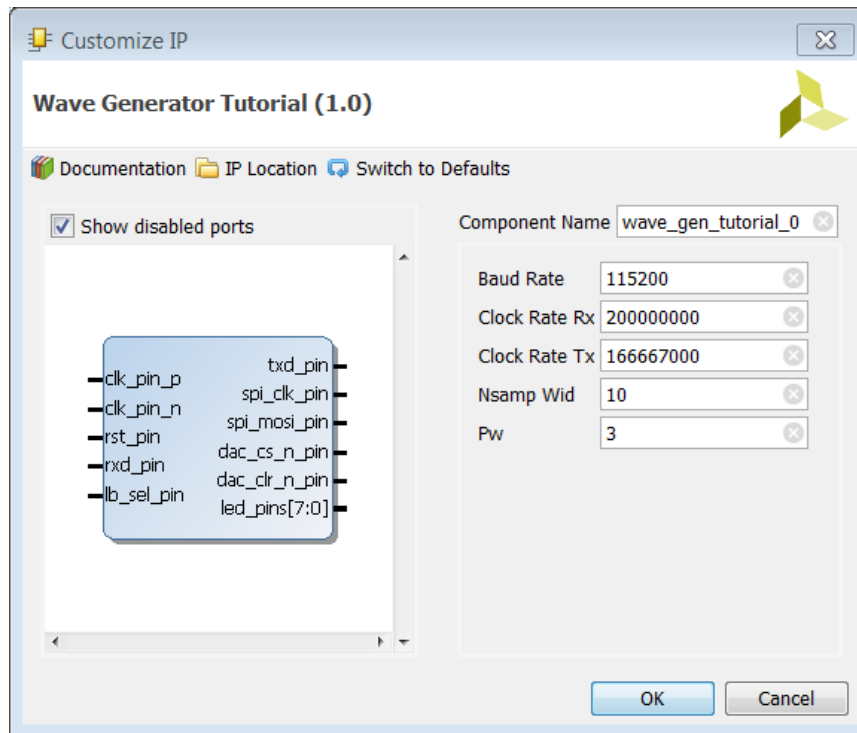 Customize IP
Wave Generator Tutorial (1.0)
Documentation IP Location Switch to Defaults
Show disabled ports
clk_pin_p
clk_pin_n
rst_pin
rxd_pin
lb_sel_pin
txd_pin
spi_clk_pin
spi_mosi_pin
dac_cs_n_pin
dac_clr_n_pin
led_pins[7:0]
Component Name wave_gen_tutorial_0
Baud Rate 115200
Clock Rate Rx 200000000
Clock Rate Tx 166667000
Nsamp Wid 10
Pw 3
OK Cancel